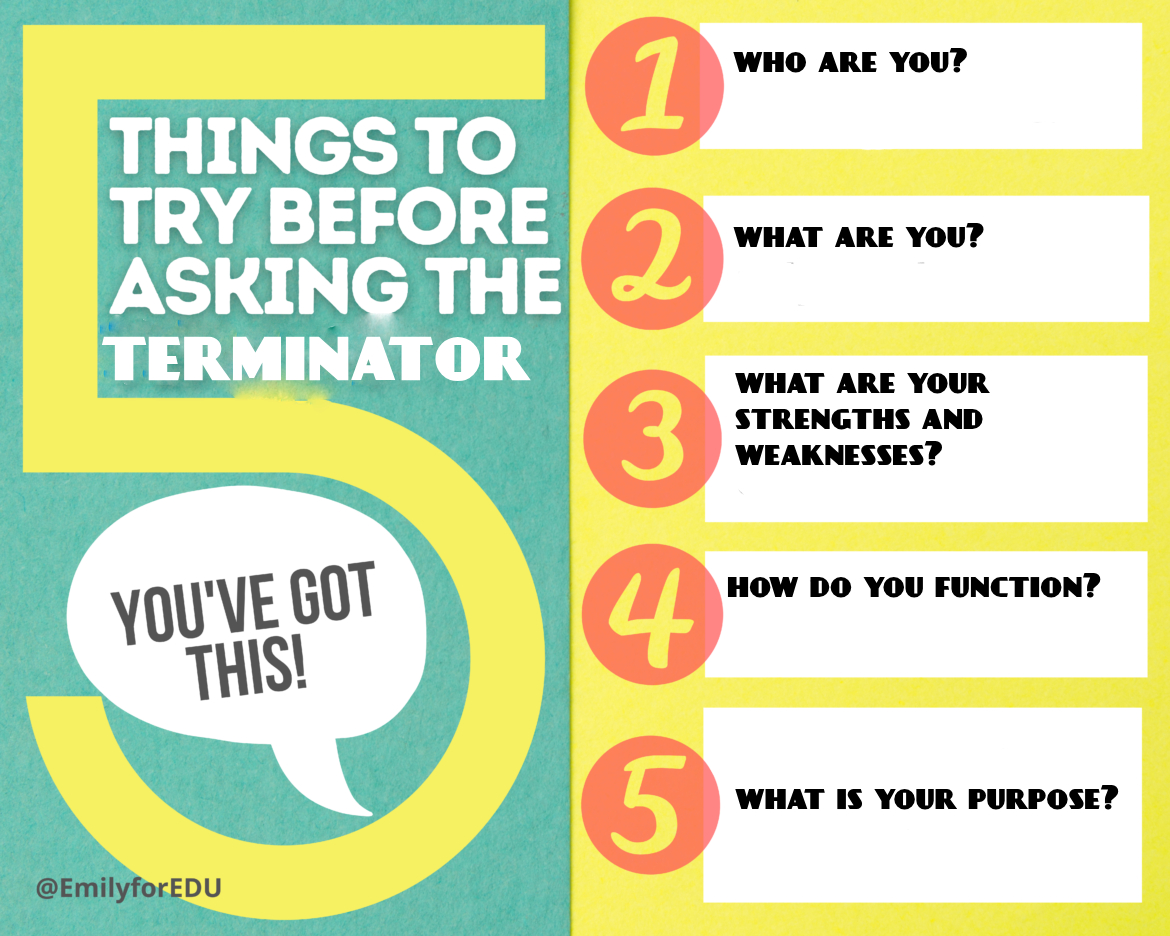 THINGS TO
TRY BEFORE
ASKING THE
TERMINATOR
YOU'VE GOT
THIS!
@EmilyforEDU
1
WHO ARE YOU?
2
WHAT ARE YOU?
3
WHAT ARE YOUR
STRENGTHS AND
WEAKNESSES?
4
HOW DO YOU FUNCTION?
5
WHAT IS YOUR PURPOSE?